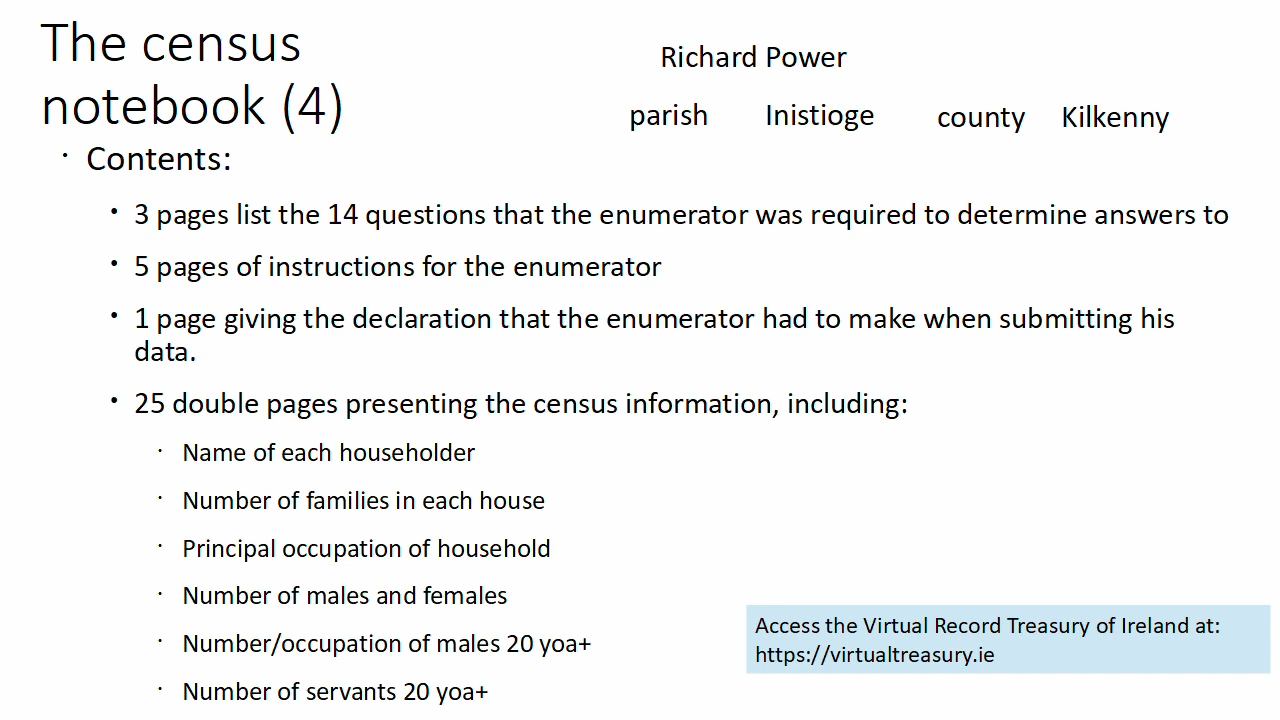 The census
notebook (4)
Richard Power
parish Inistioge county Kilkenny
• Contents:
• 3 pages list the 14 questions that the enumerator was required to determine answers to
• 5 pages of instructions for the enumerator
• 1 page giving the declaration that the enumerator had to make when submitting his
data.
• 25 double pages presenting the census information, including:
• Name of each householder
• Number of families in each house
• Principal occupation of household
• Number of males and females
• Number/occupation of males 20 yoa+
• Number of servants 20 yoa+
Access the Virtual Record Treasury of Ireland at:
https://virtualtreasury.ie